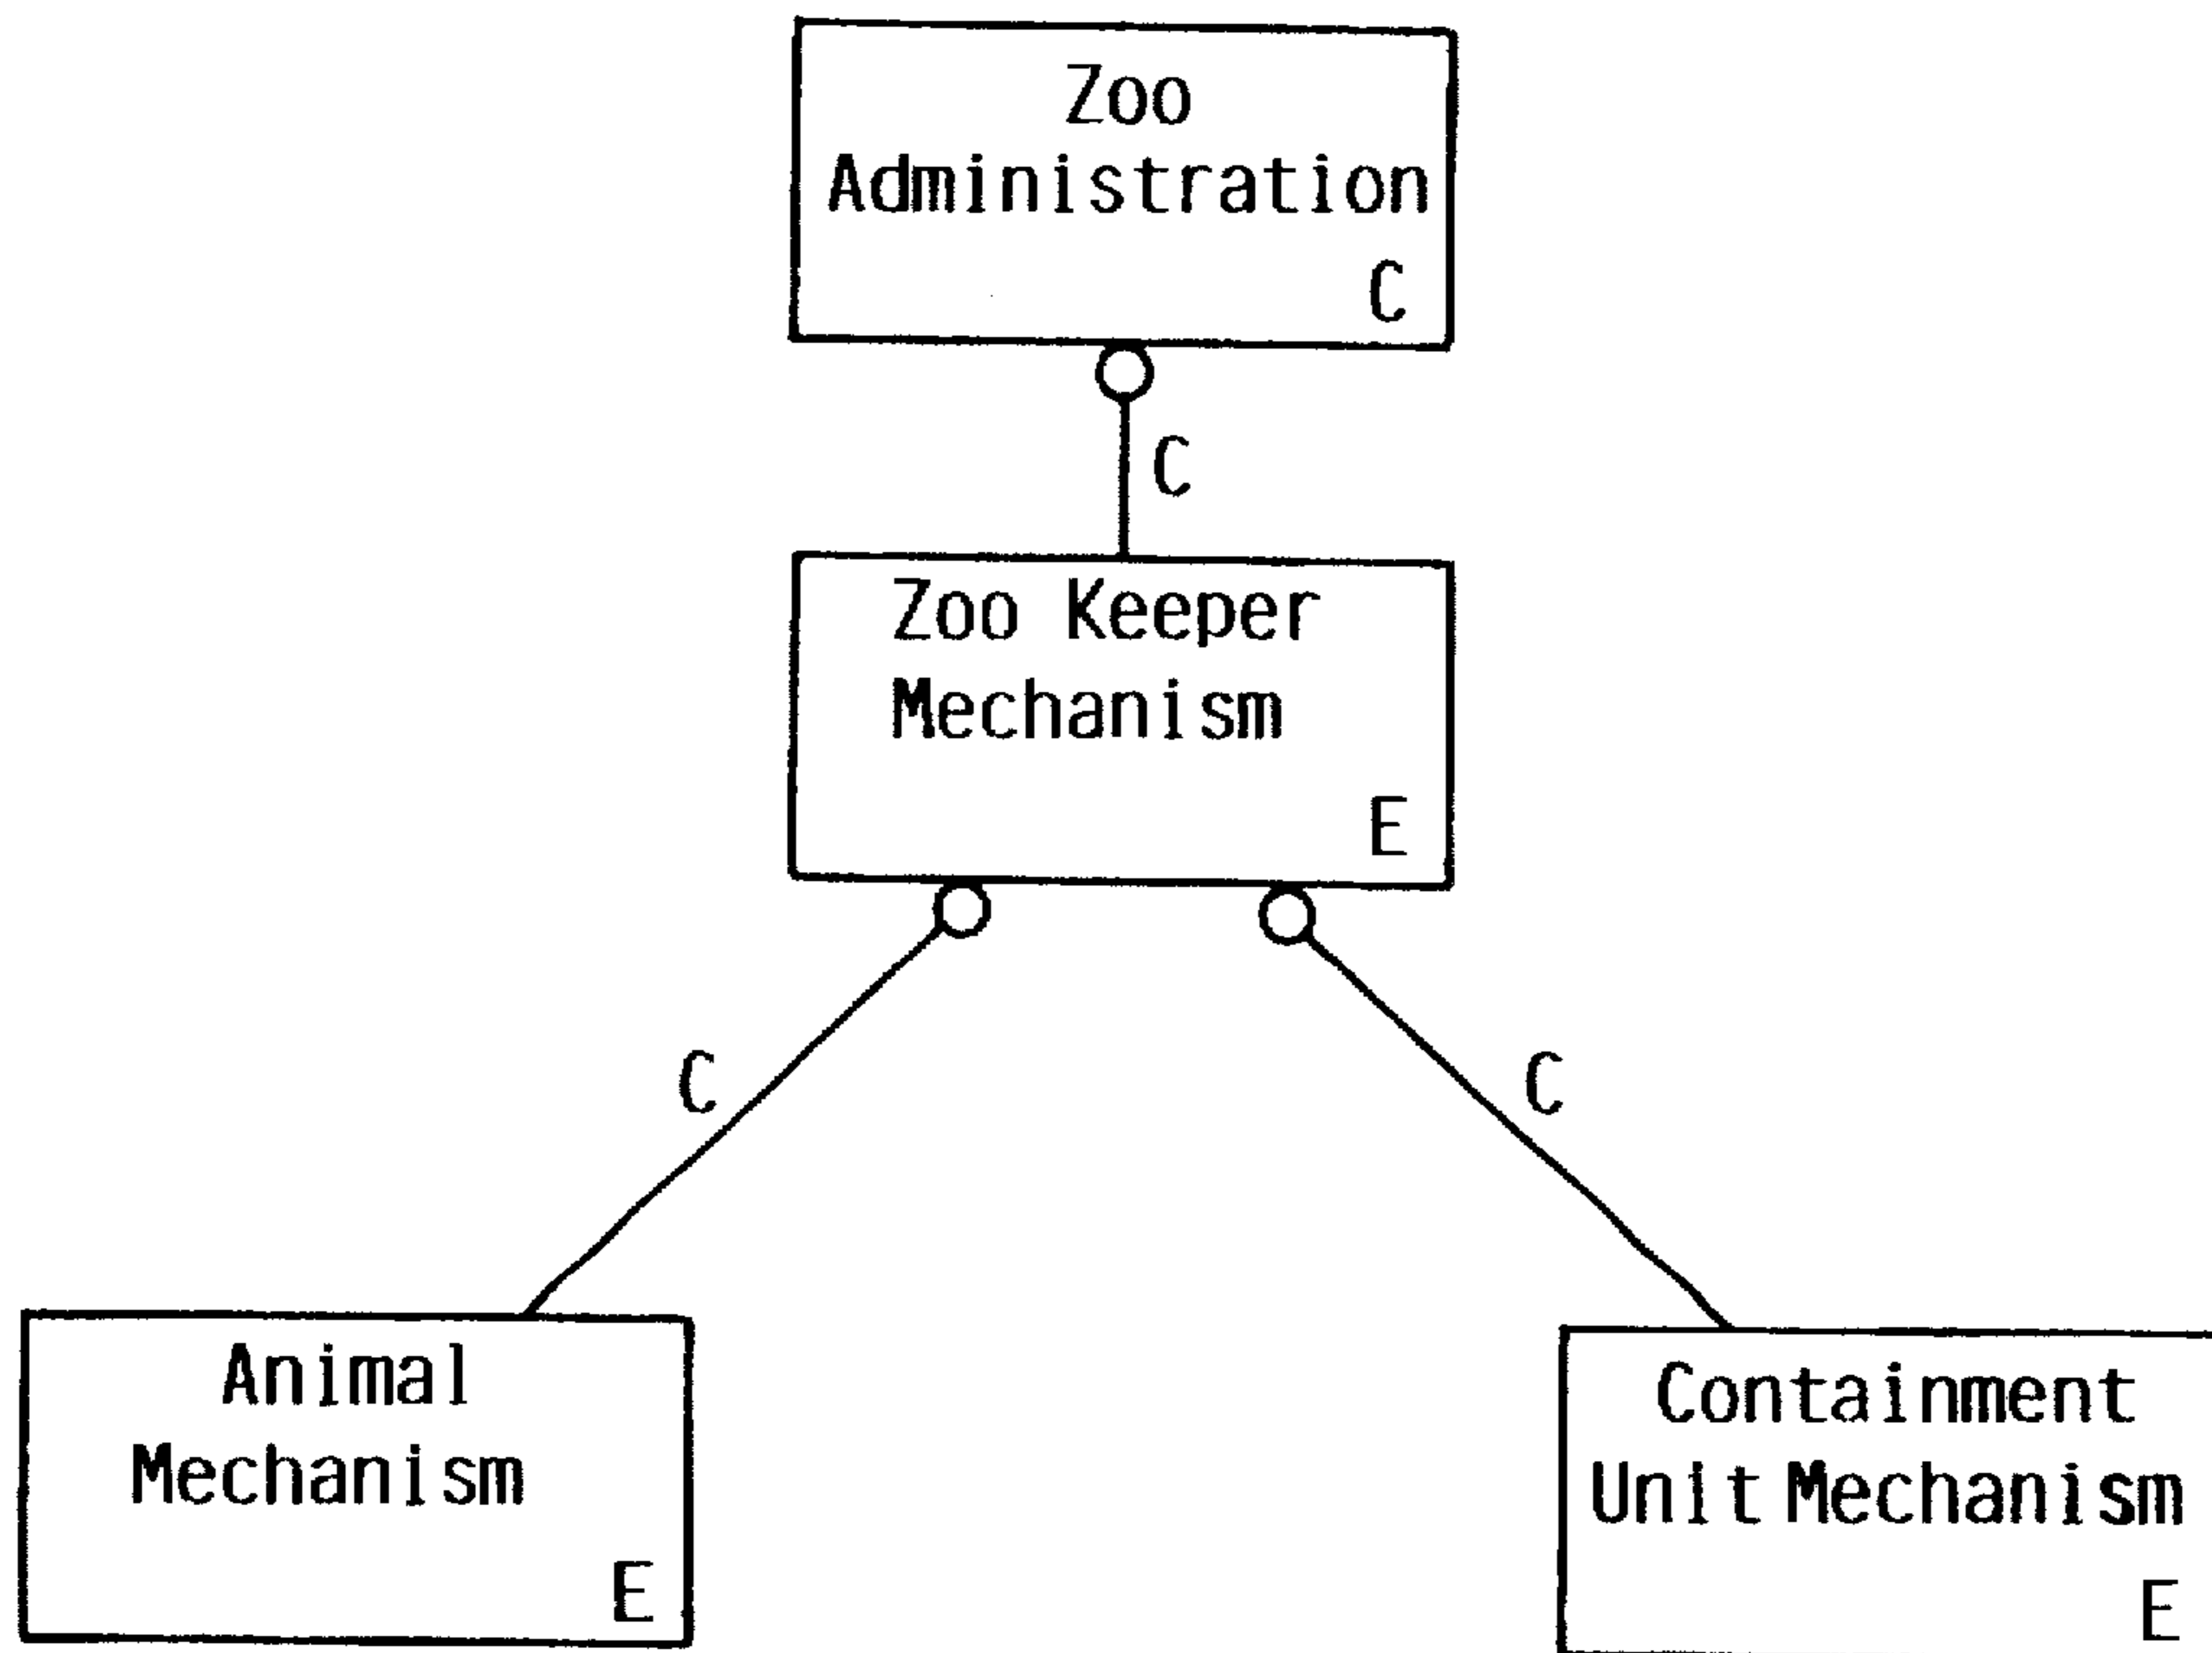 Zoo
Administration
C
C
Zoo Keeper
Mechanism
E
C
C
Animal
Mechanism
E
Containment
Unit Mechanism
E